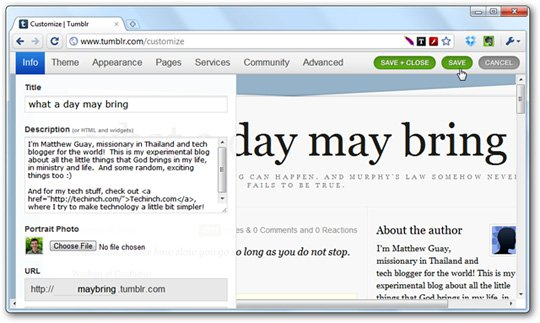 Customize | Tumblr
www.tumblr.com/customize
Info Theme Appearance Pages Services Community Advanced SAVE + CLOSE SAVE CANCEL
Title
what a day may bring
Description (or HTML and widgets)
I'm Matthew Guay, missionary in Thailand and tech
blogger for the world! This is my experimental blog
about all the little things that God brings in my life,
in ministry and life. And some random, exciting
things too :)
And for my tech stuff, check out <a
href="http://techinch.com/">Techinch.com</a>,
where I try to make technology a little bit simpler!
Portrait Photo
Choose File No file chosen
URL
http:// maybring .tumblr.com
day may bring
CAN HAPPEN. AND MURPHY'S LAW SOMEHOW NEVER
FAILS TO BE TRUE.
& 0 Comments and 0 Reactions
long as you do not stop.
About the author
I'm Matthew Guay,
missionary in Thailand and
tech blogger for the world! This is my
experimental blog about all the little
things that God brings in my life, in